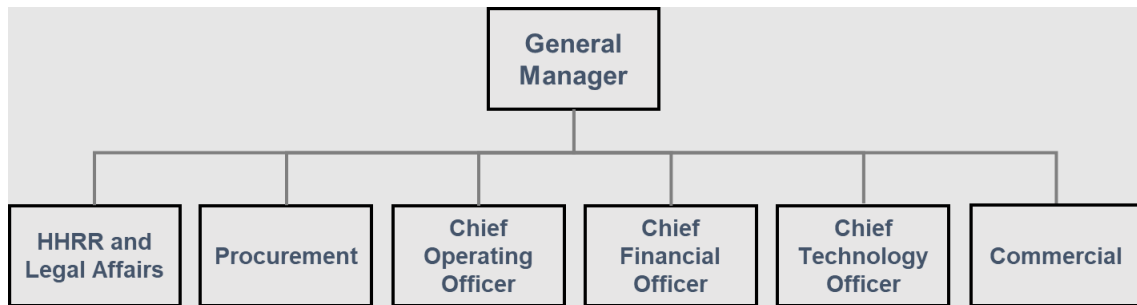 General
Manager
HHRR and
Legal Affairs
Procurement
Chief
Operating
Officer
Chief
Financial
Officer
Chief
Technology
Officer
Commercial